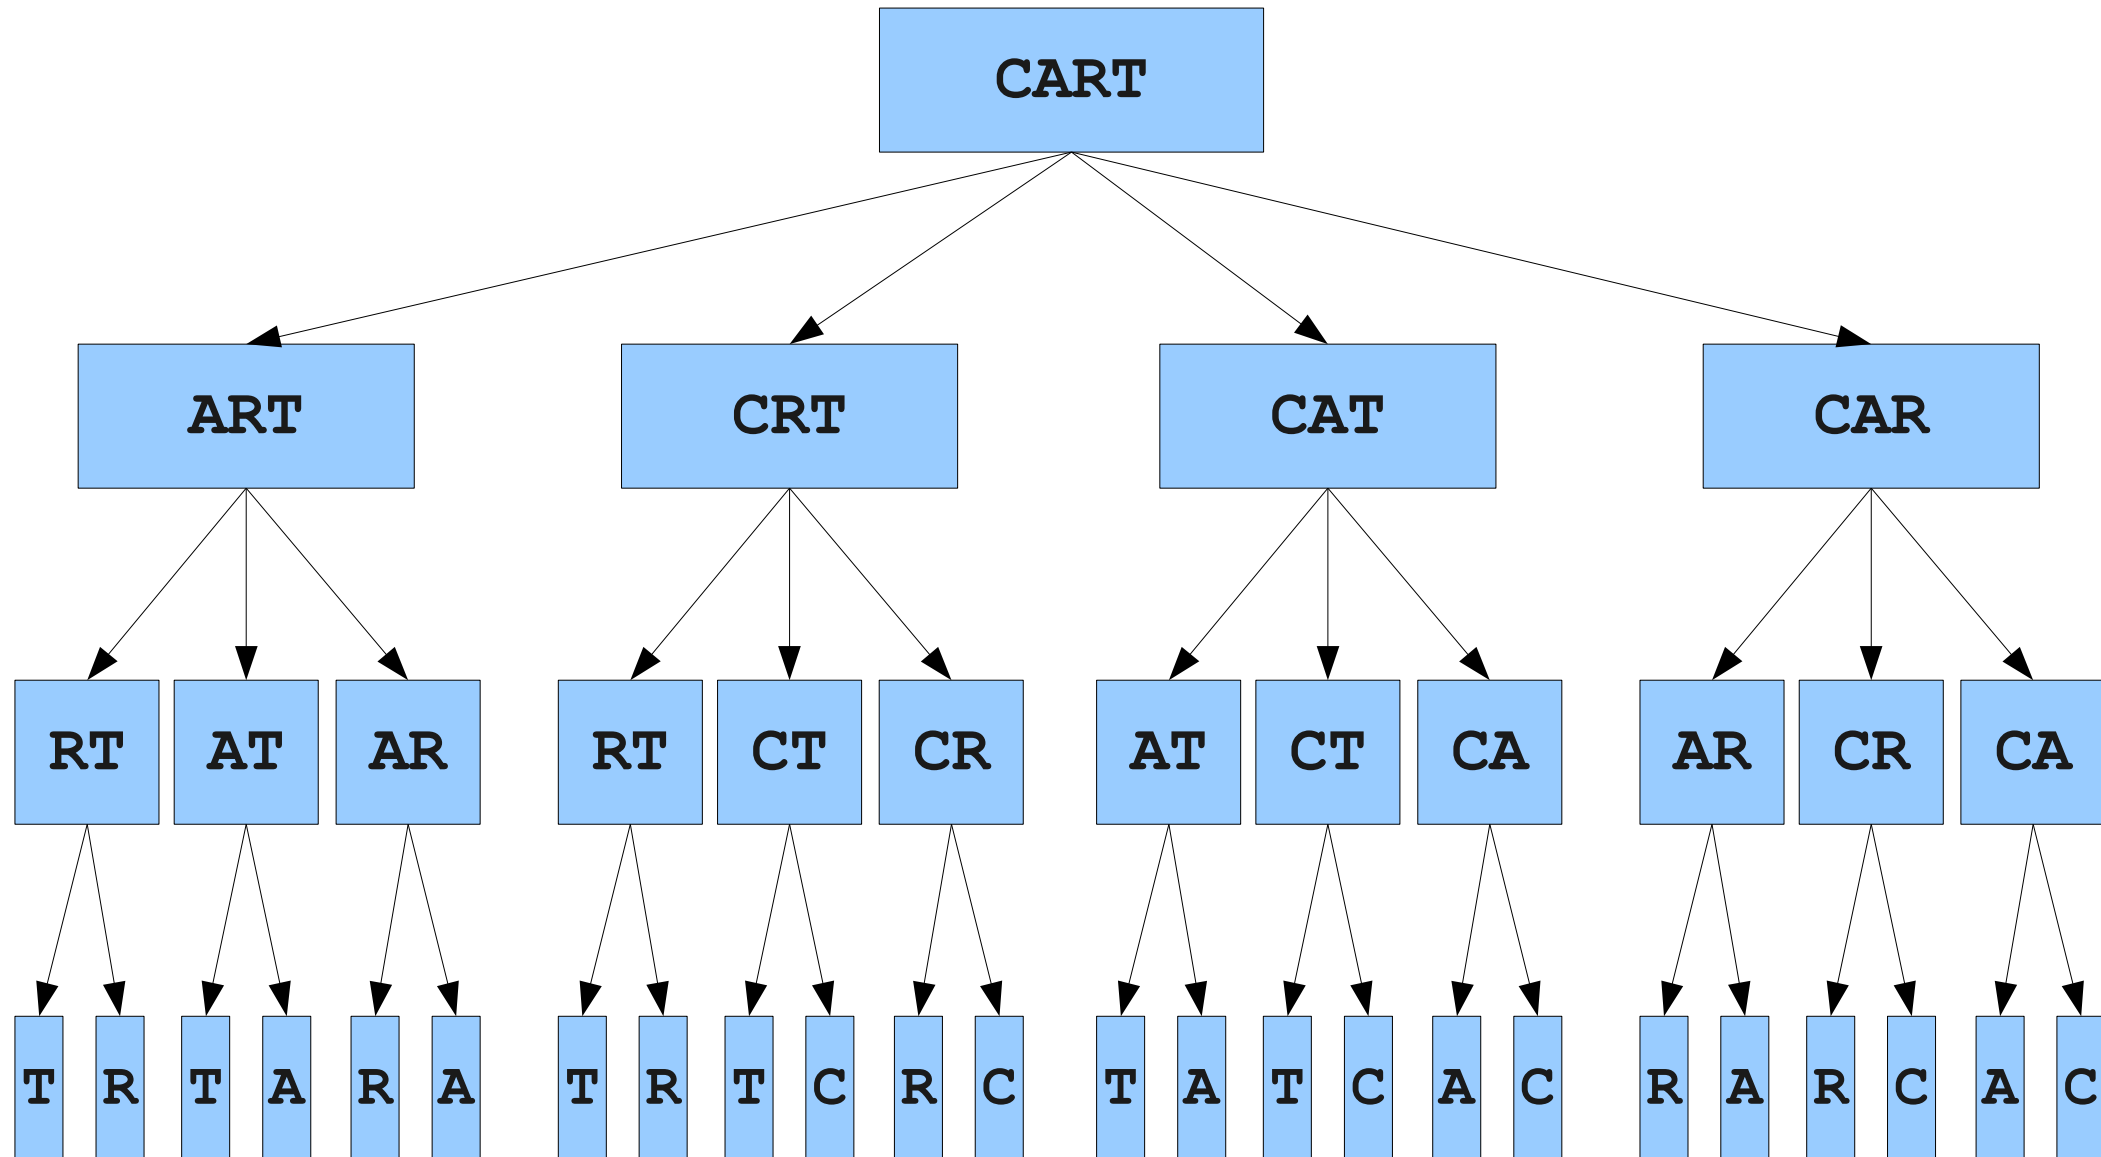 CART
ART CRT CAT CAR
RT AT AR RT CT CR AT CT CA AR CR CA
T R T A R A T R T C R C T A T C A C R A R C A C